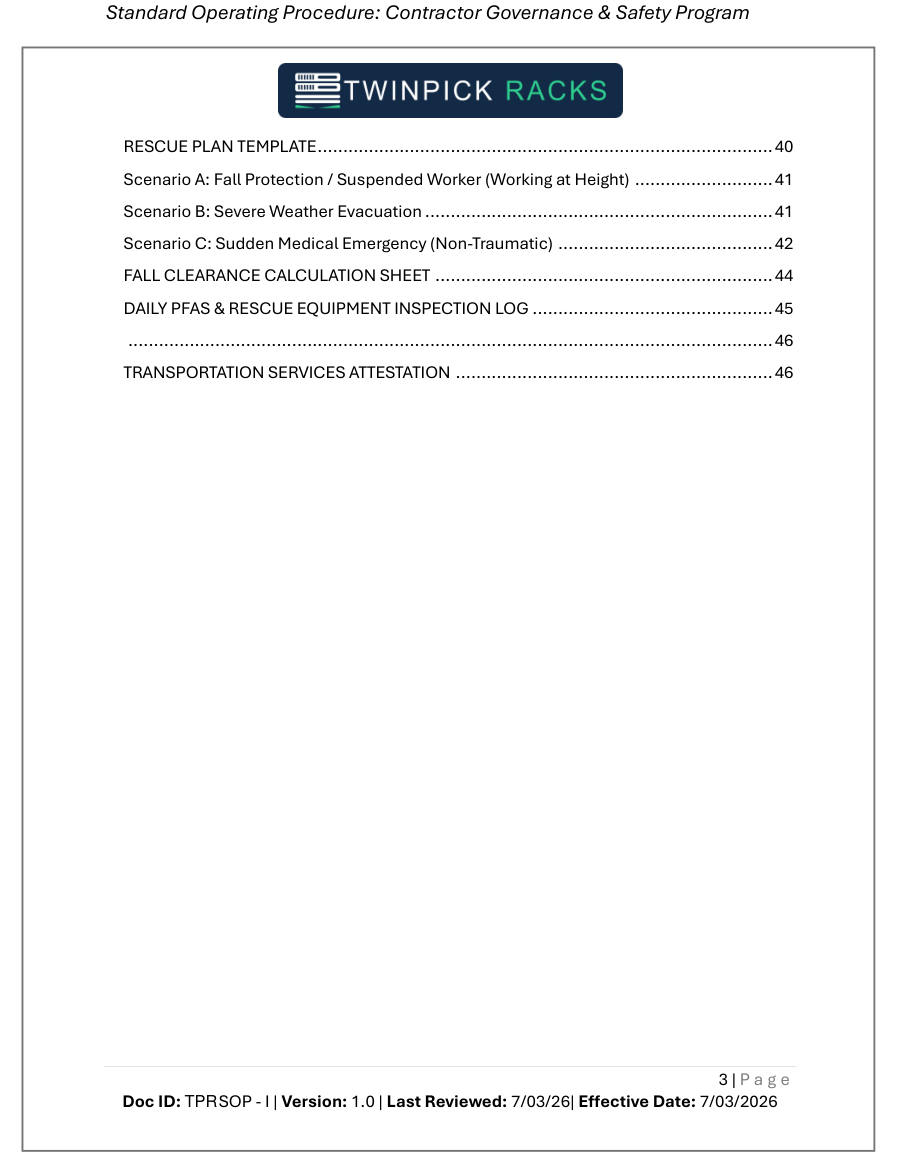 Standard Operating Procedure: Contractor Governance & Safety Program
TWINPICK RACKS
RESCUE PLAN TEMPLATE........................................................................................40
Scenario A: Fall Protection / Suspended Worker (Working at Height) ...........................41
Scenario B: Severe Weather Evacuation ....................................................................41
Scenario C: Sudden Medical Emergency (Non-Traumatic) ..........................................42
FALL CLEARANCE CALCULATION SHEET ..................................................................44
DAILY PFAS & RESCUE EQUIPMENT INSPECTION LOG ...............................................45
.............................................................................................................................46
TRANSPORTATION SERVICES ATTESTATION ..............................................................46
3 | P a g e
Doc ID: TPRSOP - I | Version: 1.0 | Last Reviewed: 7/03/26| Effective Date: 7/03/2026